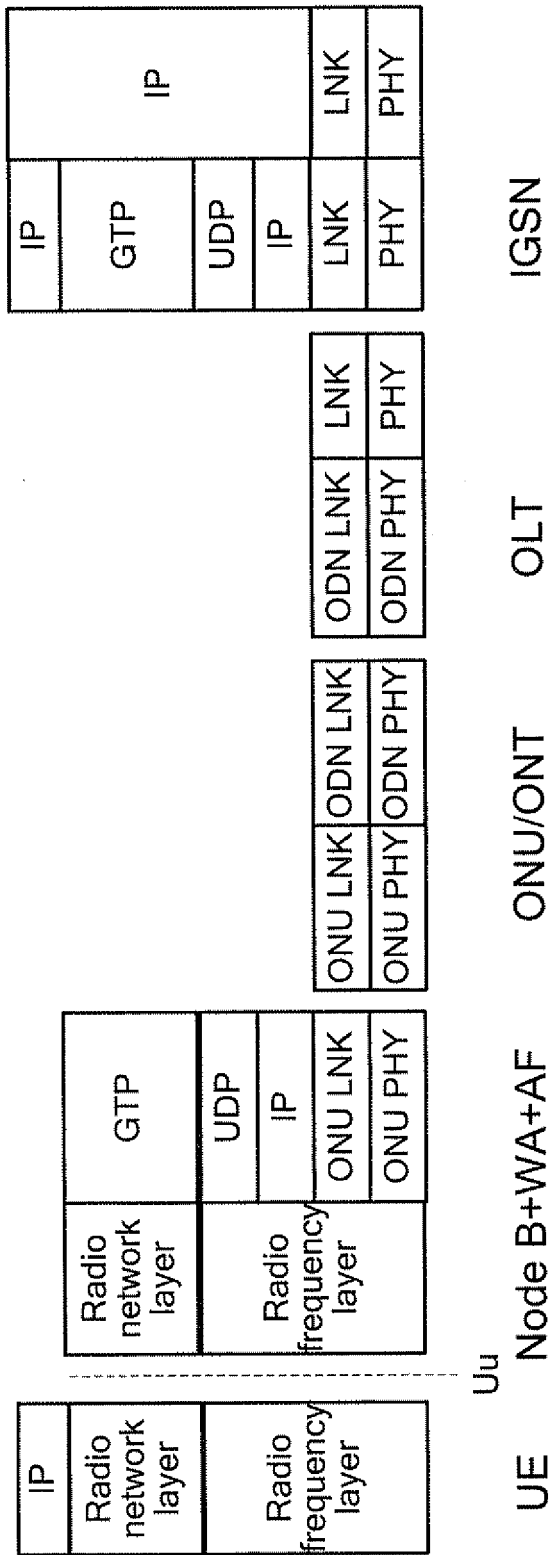 IP
Radio
network
layer
Radio
frequency
layer
UE
Uu
Radio
network
layer
Radio
frequency
layer
GTP
UDP
IP
ONU LNK
ONU PHY
Node B+WA+AF
ONU LNK
ODN LNK
ONU PHY
ODN PHY
ONU/ONT
ODN LNK
LNK
ODN PHY
PHY
OLT
IP
GTP
UDP
IP
LNK
PHY
IP
LNK
PHY
IGSN